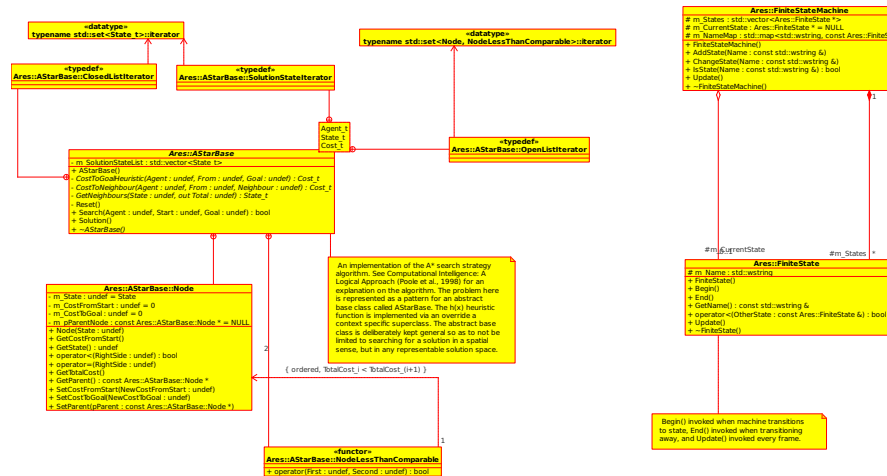 «datatype»
typename std::set<State_t>::iterator
«datatype»
typename std::set<Node, NodeLessThanComparable>::iterator
«typedef»
Ares::AStarBase::ClosedListIterator
«typedef»
Ares::AStarBase::SolutionStateIterator
Agent_t
State_t
Cost_t
«typedef»
Ares::AStarBase::OpenListIterator
Ares::AStarBase
- m_SolutionStateList : std::vector<State_t>
+ AStarBase()
- CostToGoalHeuristic(Agent : undef, From : undef, Goal : undef) : Cost_t
- CostToNeighbour(Agent : undef, From : undef, Neighbour : undef) : Cost_t
- GetNeighbours(State : undef, out Total : undef) : State_t
- Reset()
+ Search(Agent : undef, Start : undef, Goal : undef) : bool
+ Solution()
+ ~AStarBase()
An implementation of the A* search strategy
algorithm. See Computational Intelligence: A
Logical Approach (Poole et al., 1998) for an
explanation on the algorithm. The problem here
is represented as a pattern for an abstract
base class called AStarBase. The h(x) heuristic
function is implemented via an override a
context specific superclass. The abstract base
class is deliberately kept general so as to not be
limited to searching for a solution in a spatial
sense, but in any representable solution space.
Ares::AStarBase::Node
- m_State : undef = State
- m_CostFromStart : undef = 0
- m_CostToGoal : undef = 0
- m_pParentNode : const Ares::AStarBase::Node * = NULL
+ Node(State : undef)
+ GetCostFromStart()
+ GetState() : undef
+ operator<(RightSide : undef) : bool
+ operator=(RightSide : undef)
+ GetTotalCost()
+ GetParent() : const Ares::AStarBase::Node *
+ SetCostFromStart(NewCostFromStart : undef)
+ SetCostToGoal(NewCostToGoal : undef)
+ SetParent(pParent : const Ares::AStarBase::Node *)
2
{ ordered, TotalCost_i < TotalCost_(i+1) }
1
«functor»
Ares::AStarBase::NodeLessThanComparable
+ operator(First : undef, Second : undef) : bool
Ares::FiniteStateMachine
# m_States : std::vector<Ares::FiniteState *>
# m_CurrentState : Ares::FiniteState * = NULL
# m_NameMap : std::map<std::wstring, const Ares::FiniteS
+ FiniteStateMachine()
+ AddState(Name : const std::wstring &)
+ ChangeState(Name : const std::wstring &)
+ IsState(Name : const std::wstring &) : bool
+ Update()
+ ~FiniteStateMachine()
1
#m_CurrentState
0..1
#m_States *
Ares::FiniteState
# m_Name : std::wstring
+ FiniteState()
+ Begin()
+ End()
+ GetName() : const std::wstring &
+ operator<(OtherState : const Ares::FiniteState &) : bool
+ Update()
+ ~FiniteState()
Begin() invoked when machine transitions
to state, End() invoked when transitioning
away, and Update() invoked every frame.